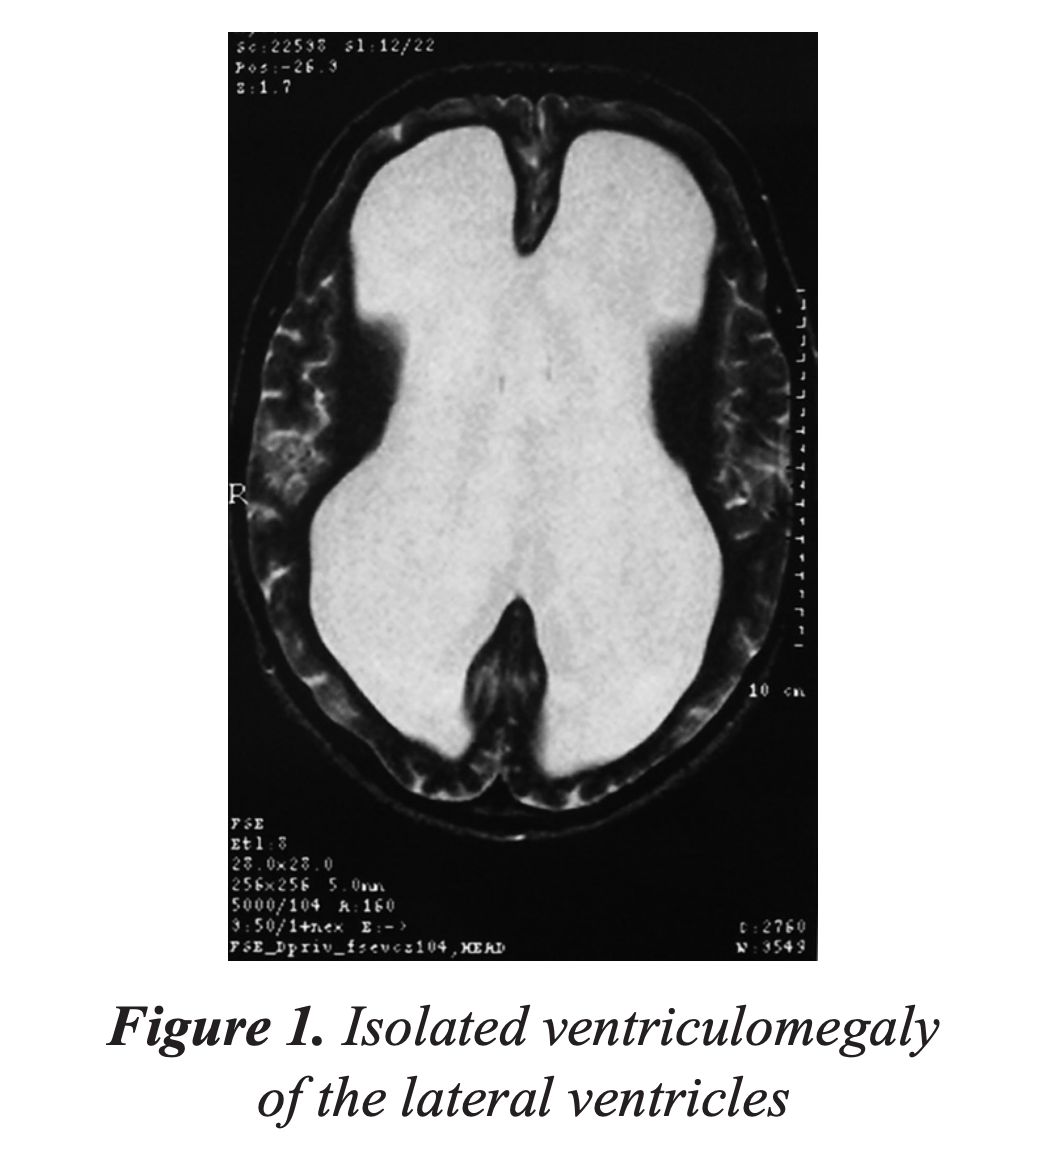 Sc:22598 Sl:12/22
Pos:-26.9
Z:1.7
R
10 cm
FSE
Etl:8
28.0x28.0
256x256 5.0mm
5000/104 A:160
9:50/1+nex E:->
FSE_Dpriv_fsevcz104,HEAD
C:2760
W:3549
Figure 1. Isolated ventriculomegaly
of the lateral ventricles